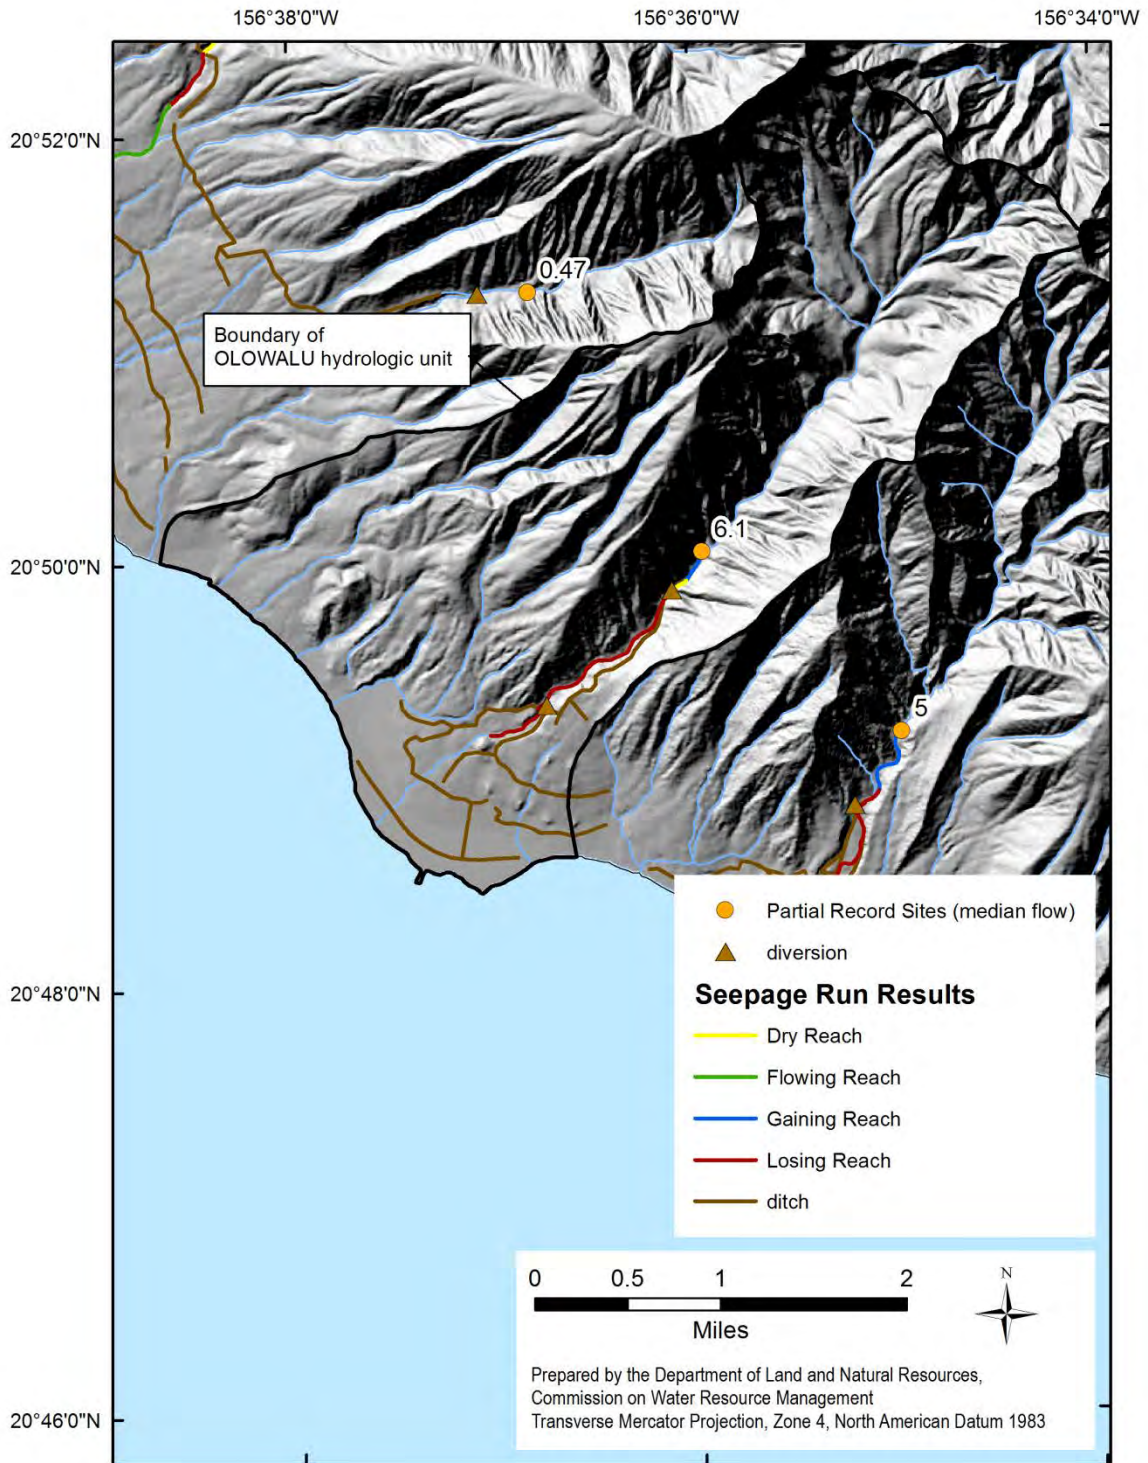 156°38'0"W
156°36'0"W
156°34'0"W
20°52'0"N
0.47
Boundary of
OLOWALU hydrologic unit
6.1
20°50'0"N
5
Partial Record Sites (median flow)
diversion
20°48'0"N
Seepage Run Results
Dry Reach
Flowing Reach
Gaining Reach
Losing Reach
ditch
0 0.5 1 2
Miles
N
Prepared by the Department of Land and Natural Resources,
Commission on Water Resource Management
Transverse Mercator Projection, Zone 4, North American Datum 1983
20°46'0"N